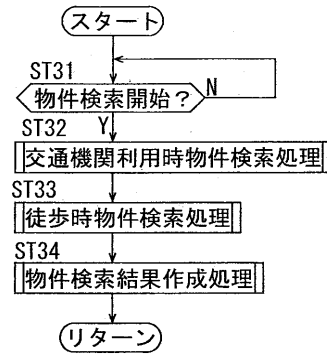 スタート
ST31
物件検索開始？ N
Y
ST32
交通機関利用時物件検索処理
ST33
徒歩時物件検索処理
ST34
物件検索結果作成処理
リターン